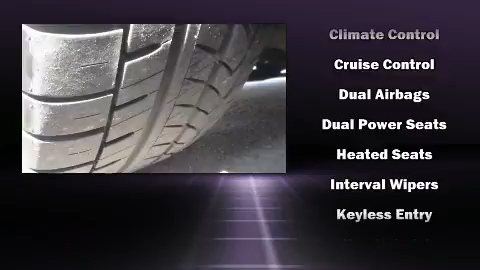 Climate Control
Cruise Control
Dual Airbags
Dual Power Seats
Heated Seats
Interval Wipers
Keyless Entry